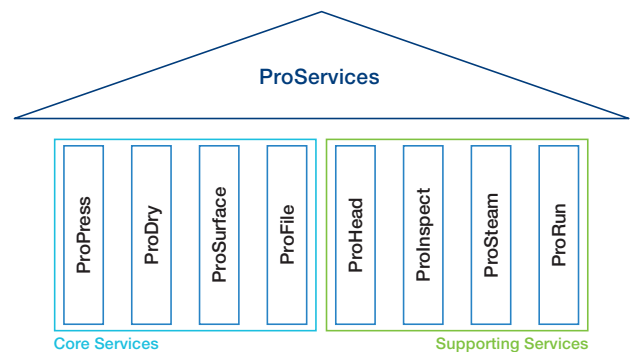 ProServices
ProPress
ProDry
ProSurface
ProFile
ProHead
ProInspect
ProSteam
ProRun
Core Services
Supporting Services